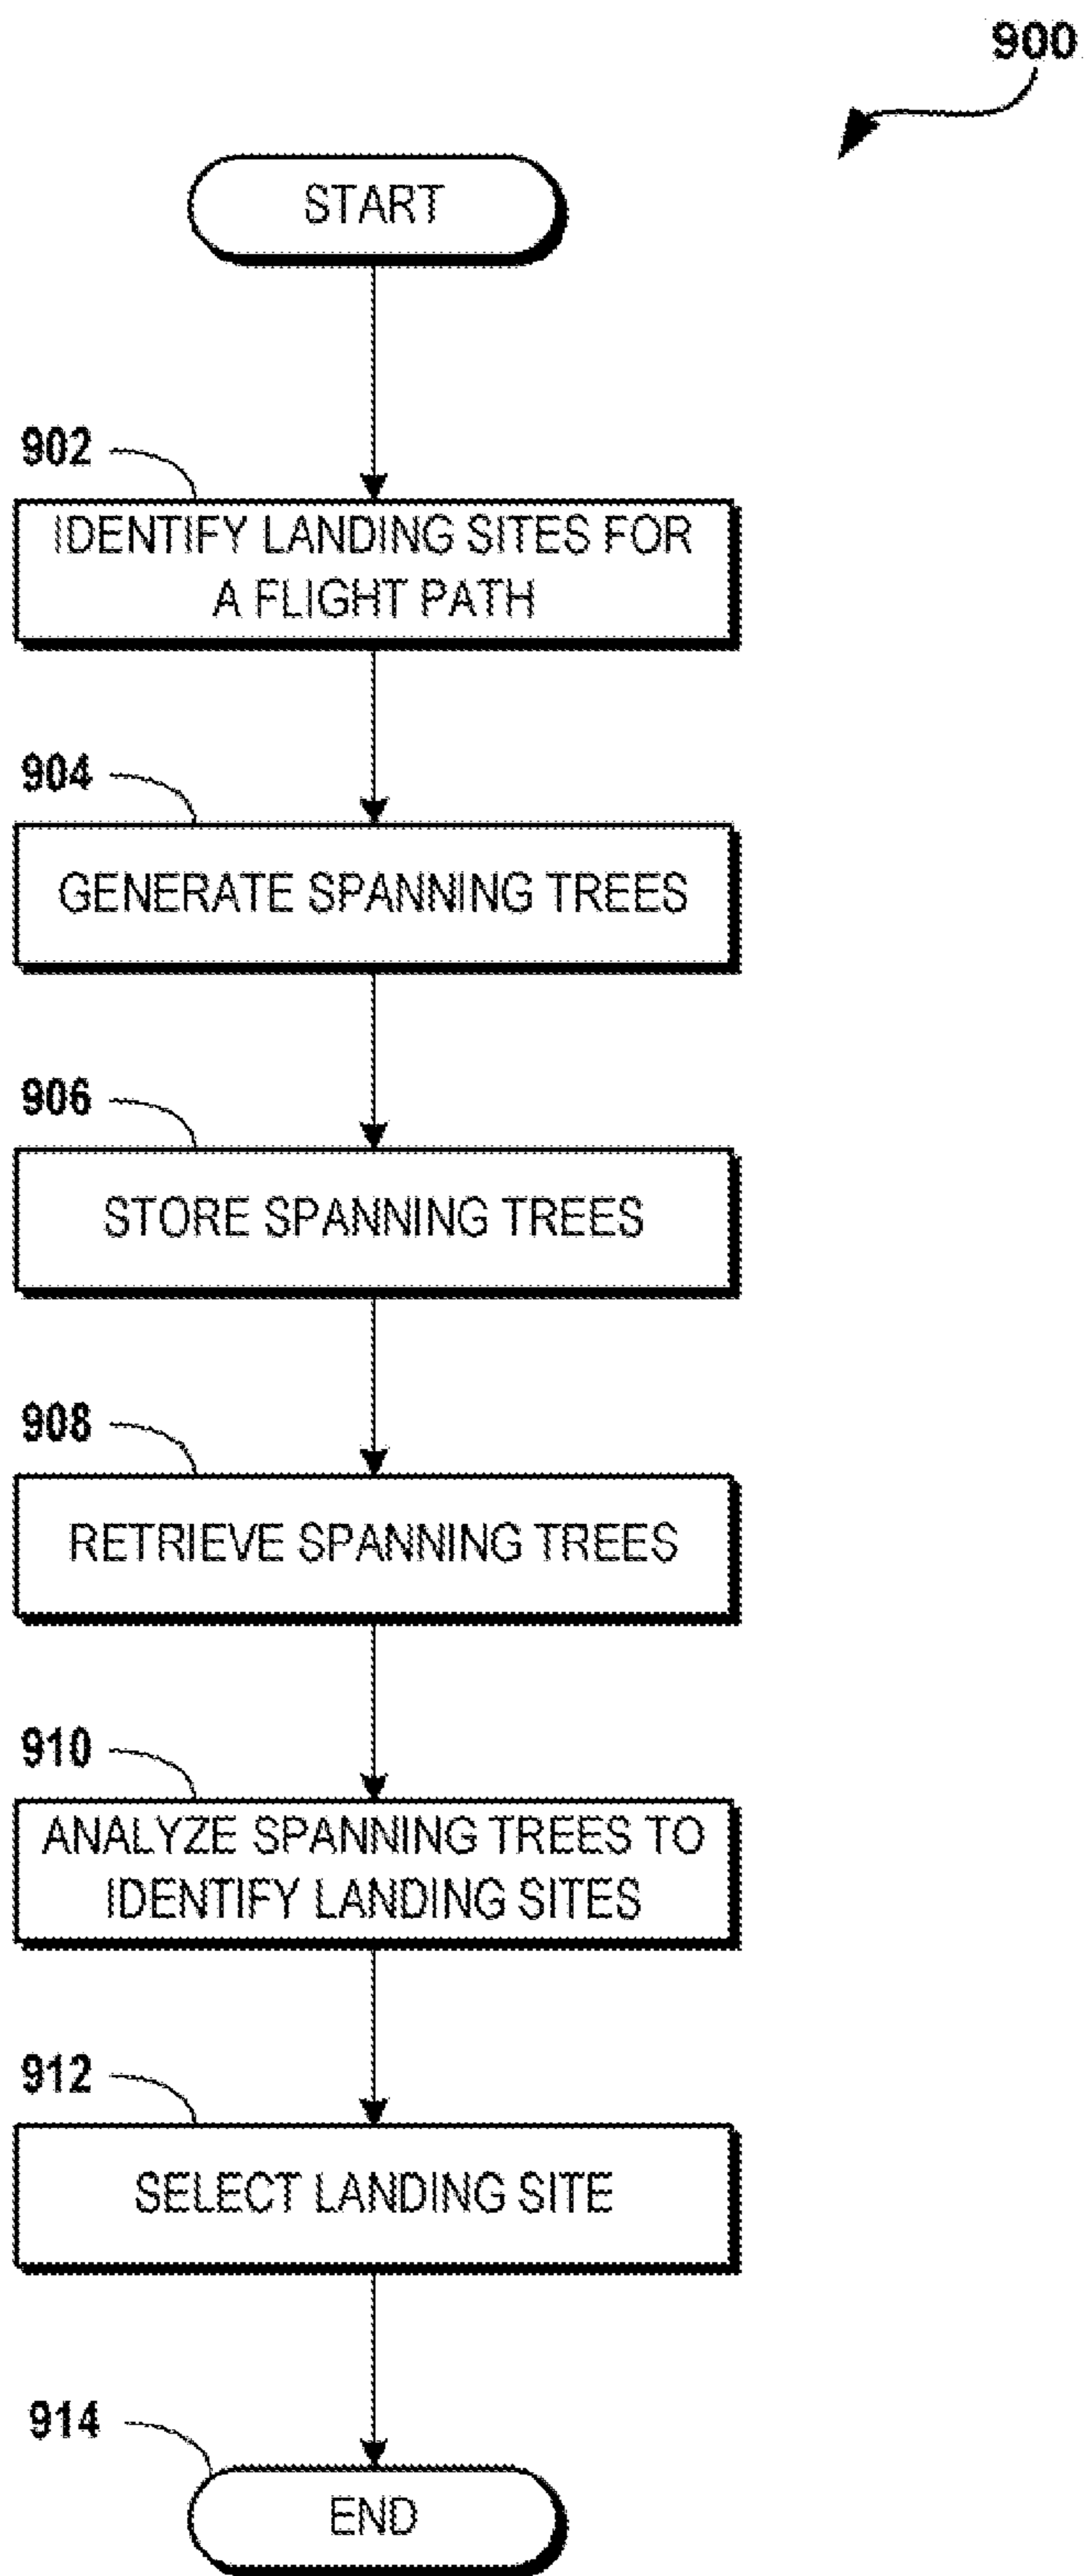 900
START
902
IDENTIFY LANDING SITES FOR
A FLIGHT PATH
904
GENERATE SPANNING TREES
906
STORE SPANNING TREES
908
RETRIEVE SPANNING TREES
910
ANALYZE SPANNING TREES TO
IDENTIFY LANDING SITES
912
SELECT LANDING SITE
914
END